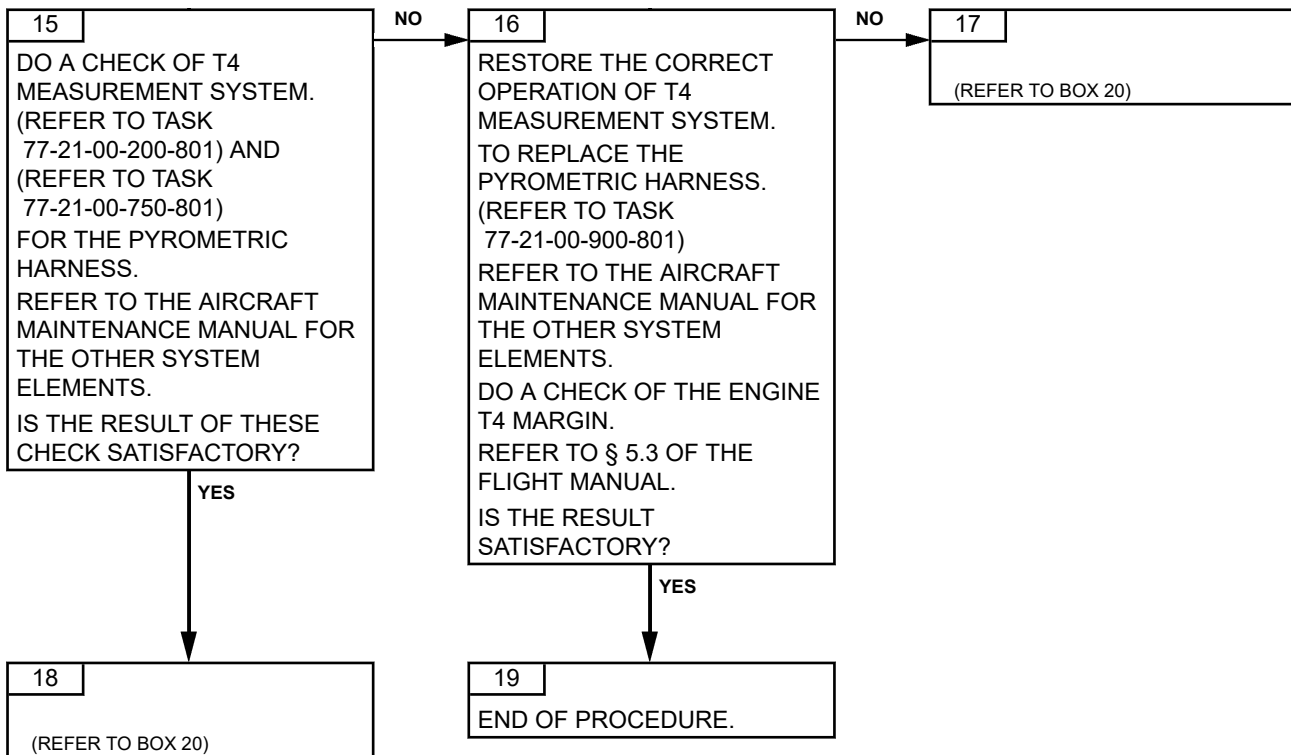 15
DO A CHECK OF T4
MEASUREMENT SYSTEM.
(REFER TO TASK
77-21-00-200-801) AND
(REFER TO TASK
77-21-00-750-801)
FOR THE PYROMETRIC
HARNESS.
REFER TO THE AIRCRAFT
MAINTENANCE MANUAL FOR
THE OTHER SYSTEM
ELEMENTS.
IS THE RESULT OF THESE
CHECK SATISFACTORY?
NO
16
RESTORE THE CORRECT
OPERATION OF T4
MEASUREMENT SYSTEM.
TO REPLACE THE
PYROMETRIC HARNESS.
(REFER TO TASK
77-21-00-900-801)
REFER TO THE AIRCRAFT
MAINTENANCE MANUAL FOR
THE OTHER SYSTEM
ELEMENTS.
DO A CHECK OF THE ENGINE
T4 MARGIN.
REFER TO § 5.3 OF THE
FLIGHT MANUAL.
IS THE RESULT
SATISFACTORY?
NO
17
(REFER TO BOX 20)
YES
YES
18
(REFER TO BOX 20)
19
END OF PROCEDURE.